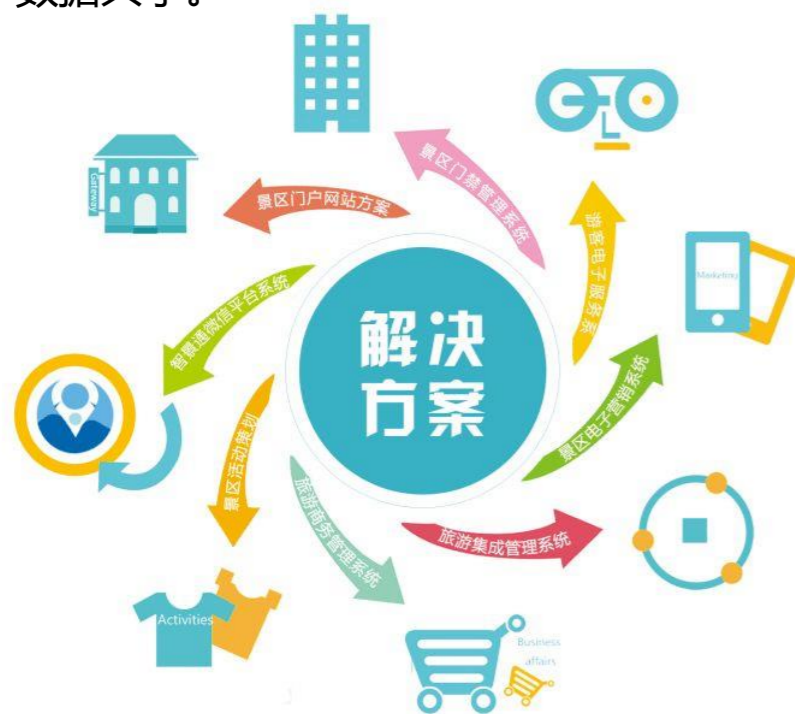 景区门禁管理系统
Gateway
景区门户网站方案
游客电子服务系
Marketing
智景通微信平台系统
解决
方案
景区电子营销系统
景区活动策划
旅游商务管理系统
旅游集成管理系统
Activities
Business
affairs